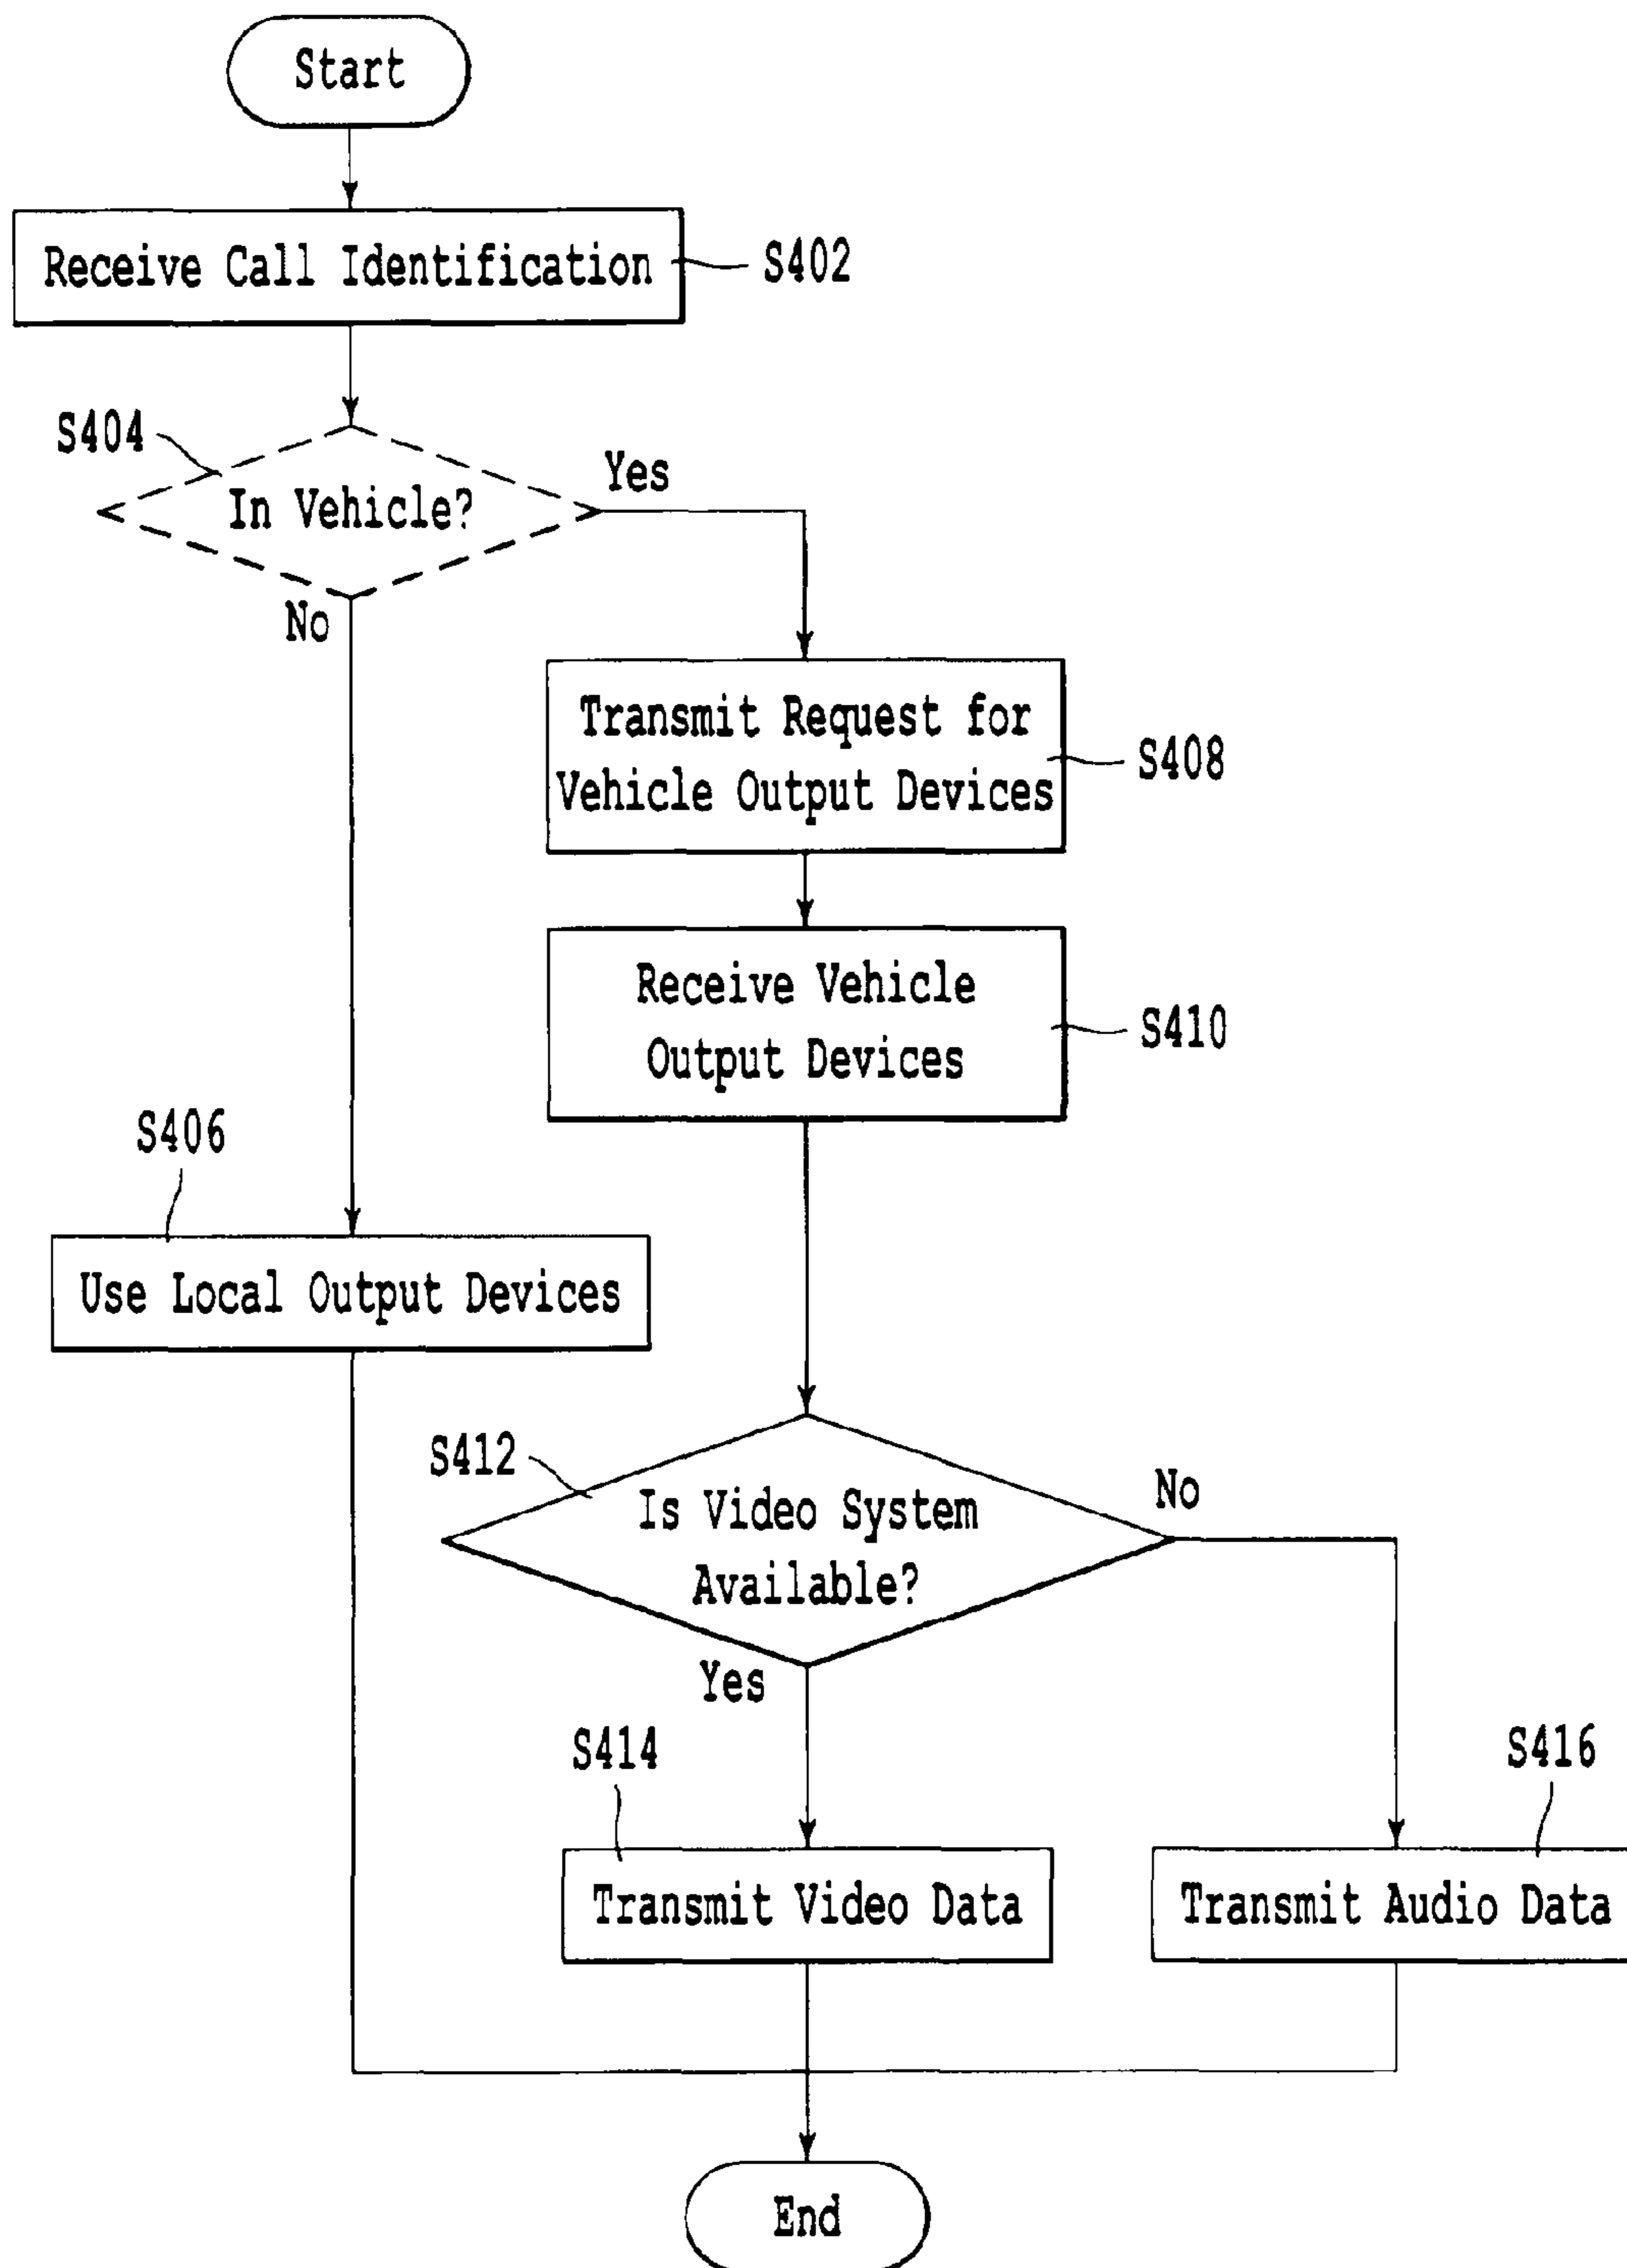 Start
Receive Call Identification
S402
S404
In Vehicle?
Yes
No
Transmit Request for
Vehicle Output Devices
S408
Receive Vehicle
Output Devices
S410
S406
Use Local Output Devices
S412
Is Video System
Available?
No
Yes
S414
S416
Transmit Video Data
Transmit Audio Data
End